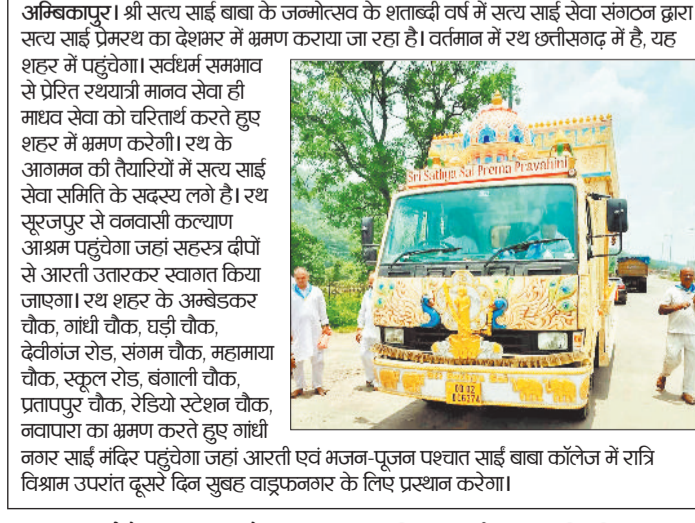 अम्बिकापुर। श्री सत्य साई बाबा के जन्मोत्सव के शताब्दी वर्ष में सत्य साई सेवा संगठन द्वारा
सत्य साई प्रेमरथ का देशभर में भ्रमण कराया जा रहा है। वर्तमान में रथ छत्तीसगढ़ में है, यह
शहर में पहुंचेगा। सर्वधर्म समभाव
से प्रेरित रथयात्री मानव सेवा ही
माधव सेवा को चरितार्थ करते हुए
शहर में भ्रमण करेगी। रथ के
आगमन की तैयारियों में सत्य साई
सेवा समिति के सदस्य लगे है। रथ
सूरजपुर से वनवासी कल्याण
आश्रम पहुंचेगा जहां सहस्त्र दीपों
से आरती उतारकर स्वागत किया
जाएगा। रथ शहर के अम्बेडकर
चौक, गांधी चौक, घड़ी चौक,
देवीगंज रोड, संगम चौक, महामाया
चौक, स्कूल रोड, बंगाली चौक,
प्रतापपुर चौक, रेडियो स्टेशन चौक,
नवापारा का भ्रमण करते हुए गांधी
नगर साईं मंदिर पहुंचेगा जहां आरती एवं भजन-पूजन पश्चात साईं बाबा कॉलेज में रात्रि
विश्राम उपरांत दूसरे दिन सुबह वाड्रफनगर के लिए प्रस्थान करेगा।
Sri Sathya Sai Prema Pravahini